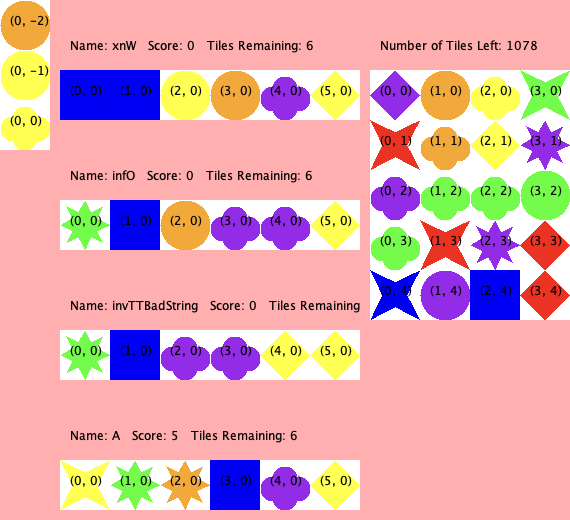 (0, -2)
(0, -1)
(0, 0)
Name: xnW Score: 0 Tiles Remaining: 6
(0, 0) (1, 0) (2, 0) (3, 0) (4, 0) (5, 0)
Name: infO Score: 0 Tiles Remaining: 6
(0, 0) (1, 0) (2, 0) (3, 0) (4, 0) (5, 0)
Name: invTTBadString Score: 0 Tiles Remaining
(0, 0) (1, 0) (2, 0) (3, 0) (4, 0) (5, 0)
Name: A Score: 5 Tiles Remaining: 6
(0, 0) (1, 0) (2, 0) (3, 0) (4, 0) (5, 0)
Number of Tiles Left: 1078
(0, 0) (1, 0) (2, 0) (3, 0)
(0, 1) (1, 1) (2, 1) (3, 1)
(0, 2) (1, 2) (2, 2) (3, 2)
(0, 3) (1, 3) (2, 3) (3, 3)
(0, 4) (1, 4) (2, 4) (3, 4)